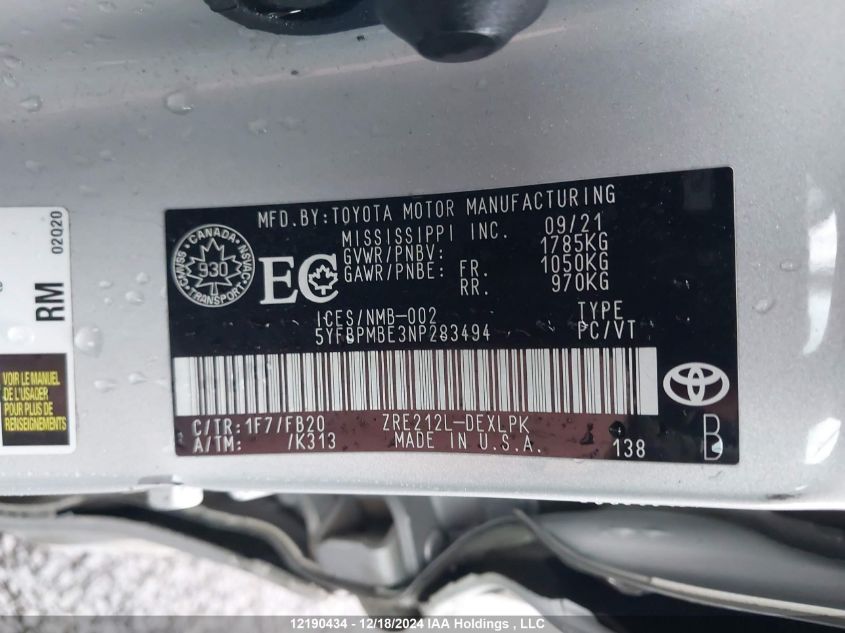 MFD.BY:TOYOTA MOTOR MANUFACTURING
MISSISSIPPI INC. 09/21
GVWR/PNBV: 1785KG
GAWR/PNBE: FR. 1050KG
RR. 970KG
CANADA
CMVSS
930
NSVAC
TRANSPORT
EC
ICES/NMB-002 TYPE
5YFBPMBE3NP283494 PC/VT
C/TR:1F7/FB20 ZRE212L-DEXLPK
A/TM: /K313 MADE IN U.S.A.
138
B
02020
RM
VOIR LE MANUEL
DE L'USAGER
POUR PLUS DE
RENSEIGNEMENTS
12190434 - 12/18/2024 IAA Holdings , LLC